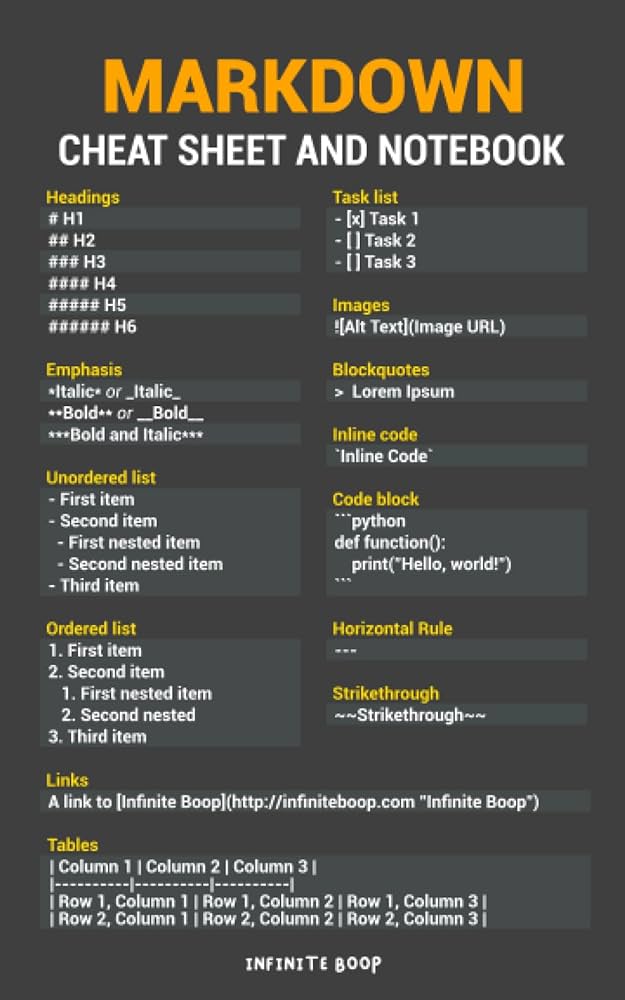 MARKDOWN
CHEAT SHEET AND NOTEBOOK
Headings
# H1
## H2
### H3
#### H4
##### H5
###### H6
Emphasis
*Italic* or _Italic_
**Bold** or __Bold__
***Bold and Italic***
Unordered list
- First item
- Second item
  - First nested item
  - Second nested item
- Third item
Ordered list
1. First item
2. Second item
   1. First nested item
   2. Second nested
3. Third item
Task list
- [x] Task 1
- [ ] Task 2
- [ ] Task 3
Images
![Alt Text](Image URL)
Blockquotes
>  Lorem Ipsum
Inline code
`Inline Code`
Code block
```python
def function():
    print("Hello, world!")
```
Horizontal Rule
---
Strikethrough
~~Strikethrough~~
Links
A link to [Infinite Boop](http://infiniteboop.com "Infinite Boop")
Tables
| Column 1 | Column 2 | Column 3 |
|----------|----------|----------|
| Row 1, Column 1 | Row 1, Column 2 | Row 1, Column 3 |
| Row 2, Column 1 | Row 2, Column 2 | Row 2, Column 3 |
INFINITE BOOP